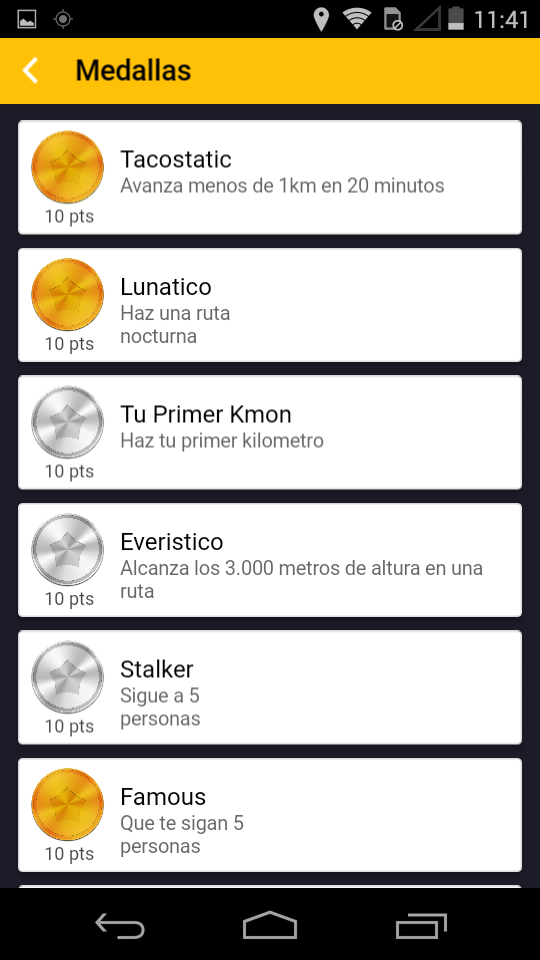 11:41
Medallas
Tacostatic
Avanza menos de 1km en 20 minutos
10 pts
Lunatico
Haz una ruta
nocturna
10 pts
Tu Primer Kmon
Haz tu primer kilometro
10 pts
Everistico
Alcanza los 3.000 metros de altura en una
ruta
10 pts
Stalker
Sigue a 5
personas
10 pts
Famous
Que te sigan 5
personas
10 pts